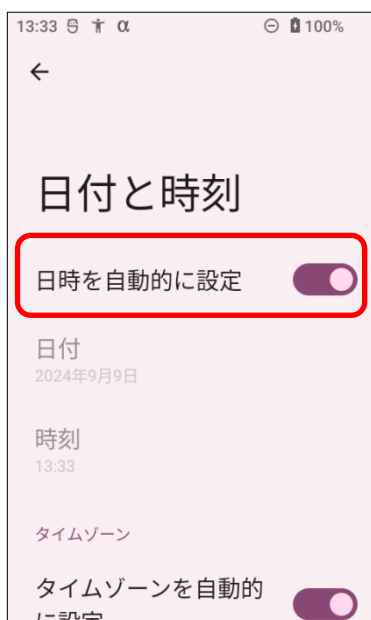 13:33 α 100%
日付と時刻
日時を自動的に設定
日付
2024年9月9日
時刻
13:33
タイムゾーン
タイムゾーンを自動的
に設定